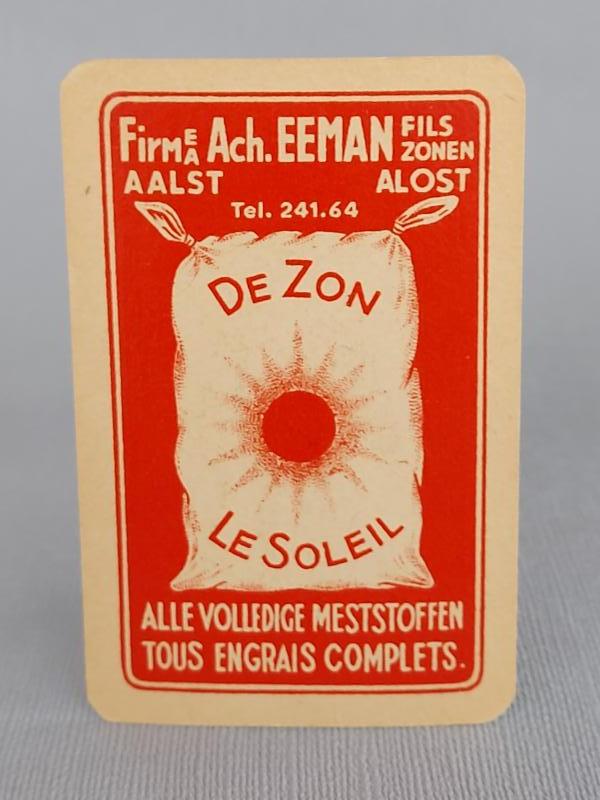 Firm E/A Ach. EEMAN FILS
ZONEN
AALST ALOST
Tel. 241.64
DE ZON
LE SOLEIL
ALLE VOLLEDIGE MESTSTOFFEN
TOUS ENGRAIS COMPLETS.